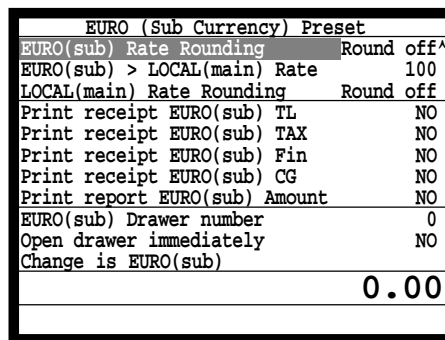 EURO (Sub Currency) Preset
EURO(sub) Rate Rounding Round off^
EURO(sub) > LOCAL(main) Rate 100
LOCAL(main) Rate Rounding Round off
Print receipt EURO(sub) TL NO
Print receipt EURO(sub) TAX NO
Print receipt EURO(sub) Fin NO
Print receipt EURO(sub) CG NO
Print report EURO(sub) Amount NO
EURO(sub) Drawer number 0
Open drawer immediately NO
Change is EURO(sub)
0.00